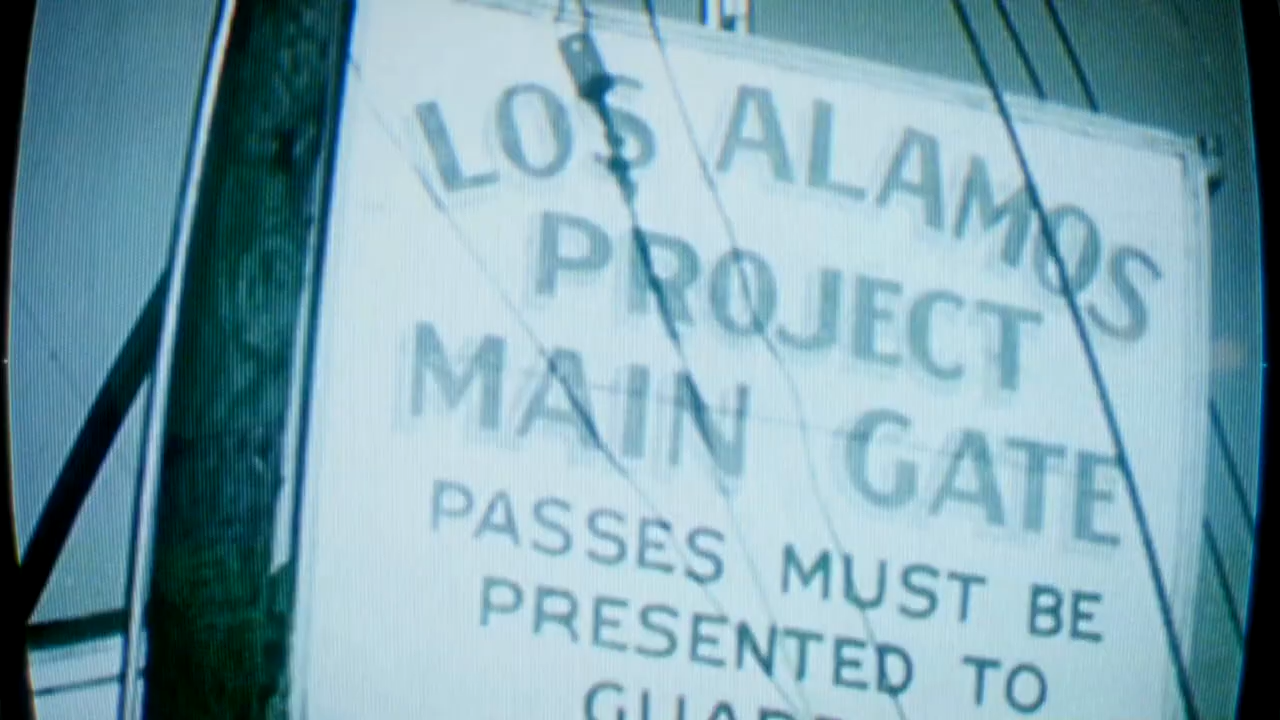 LOS ALAMOS
PROJECT
MAIN GATE
PASSES MUST BE
PRESENTED TO